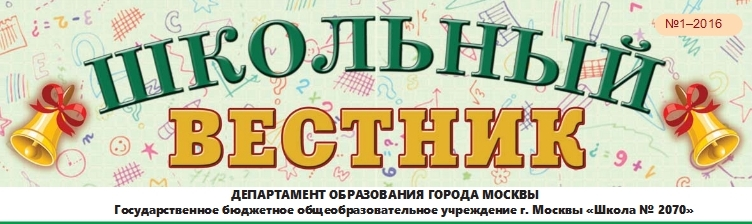 №1–2016
ШКОЛЬНЫЙ
ВЕСТНИК
ДЕПАРТАМЕНТ ОБРАЗОВАНИЯ ГОРОДА МОСКВЫ
Государственное бюджетное общеобразовательное учреждение г. Москвы «Школа № 2070»